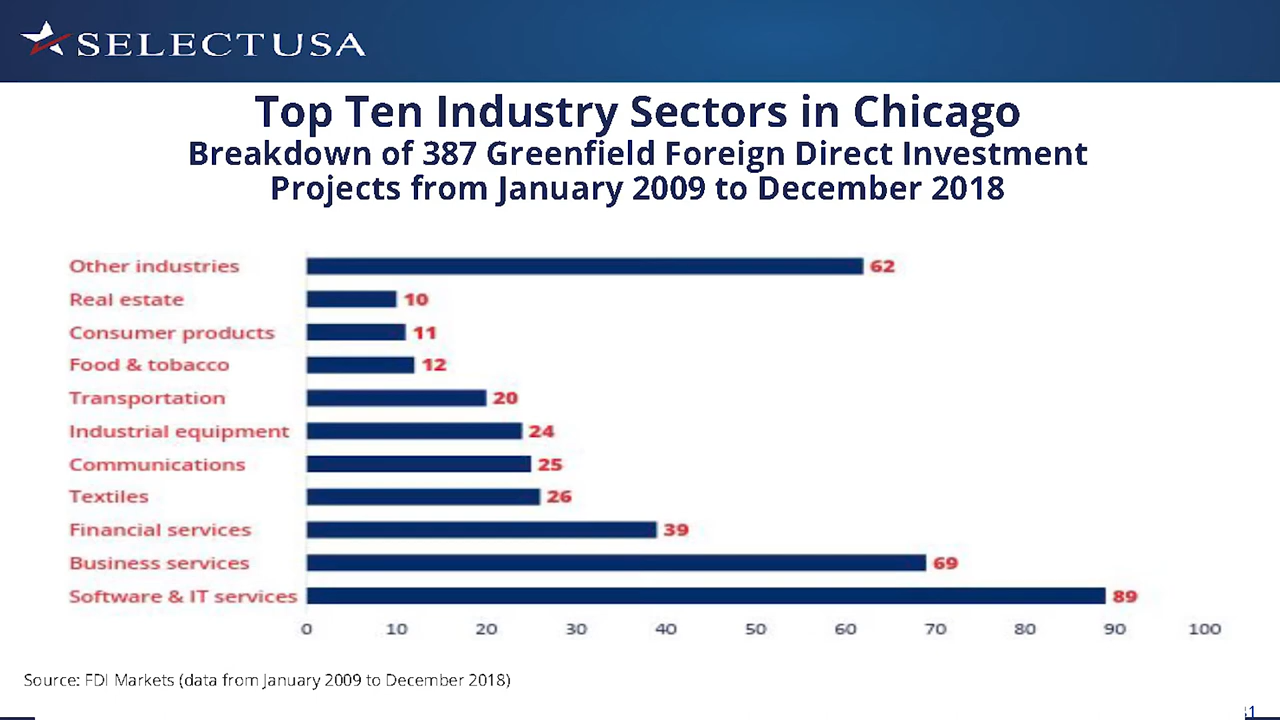 SELECTUSA
Top Ten Industry Sectors in Chicago
Breakdown of 387 Greenfield Foreign Direct Investment
Projects from January 2009 to December 2018
Other industries 62
Real estate 10
Consumer products 11
Food & tobacco 12
Transportation 20
Industrial equipment 24
Communications 25
Textiles 26
Financial services 39
Business services 69
Software & IT services 89
0 10 20 30 40 50 60 70 80 90 100
Source: FDI Markets (data from January 2009 to December 2018)